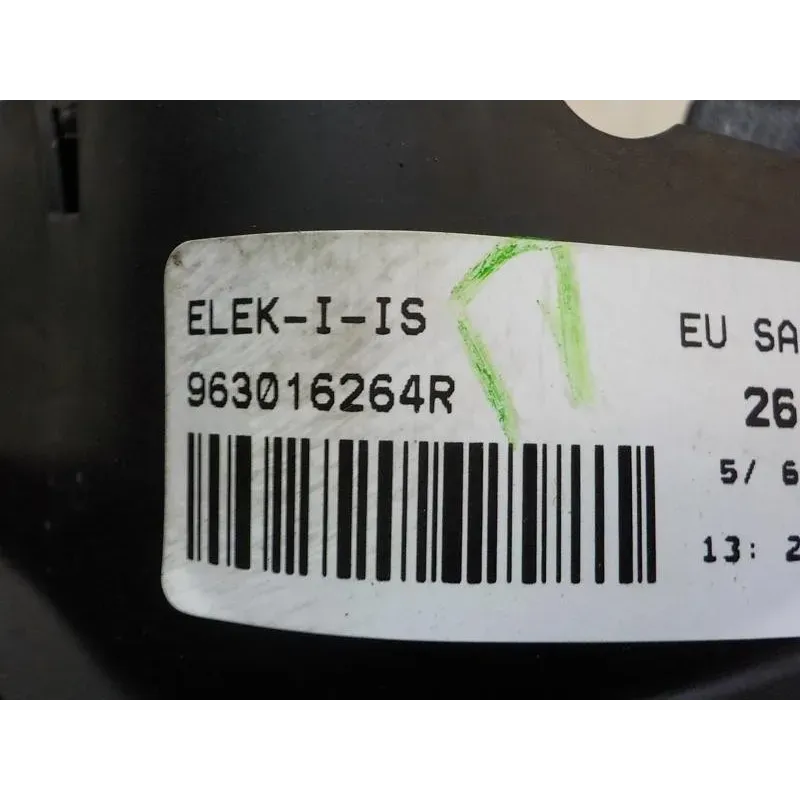 ELEK-I-IS
963016264R
EU SA
26
5/ 6
13: 2